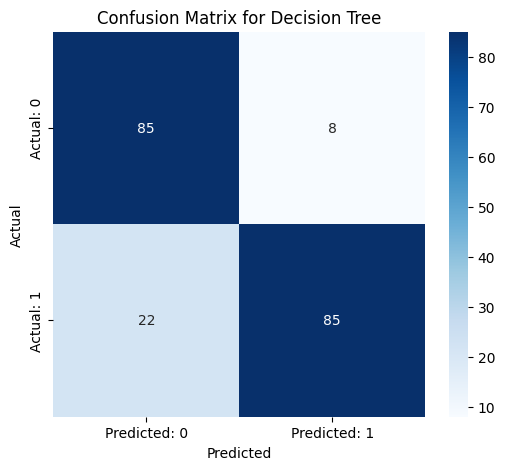 Confusion Matrix for Decision Tree
Actual
Actual: 0
85
8
Actual: 1
22
85
Predicted: 0
Predicted: 1
Predicted
80
70
60
50
40
30
20
10